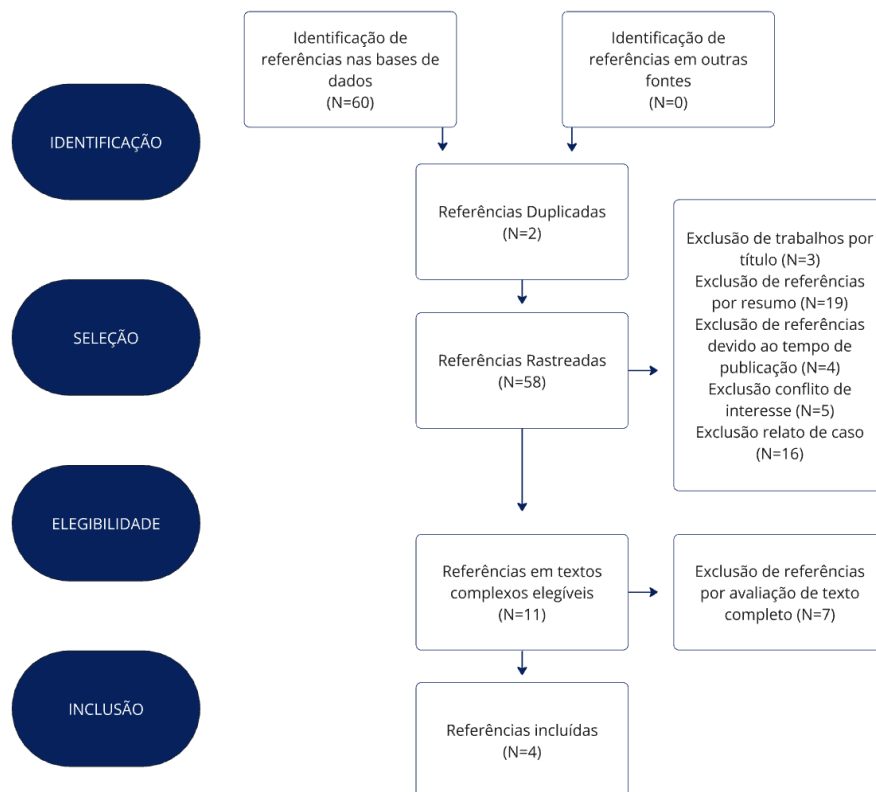 Identificação de
referências nas bases de
dados
(N=60)
Identificação de
referências em outras
fontes
(N=0)
IDENTIFICAÇÃO
Referências Duplicadas
(N=2)
Exclusão de trabalhos por
título (N=3)
Exclusão de referências
por resumo (N=19)
Exclusão de referências
devido ao tempo de
publicação (N=4)
Exclusão conflito de
interesse (N=5)
Exclusão relato de caso
(N=16)
SELEÇÃO
Referências Rastreadas
(N=58)
ELEGIBILIDADE
Referências em textos
complexos elegíveis
(N=11)
Exclusão de referências
por avaliação de texto
completo (N=7)
INCLUSÃO
Referências incluídas
(N=4)